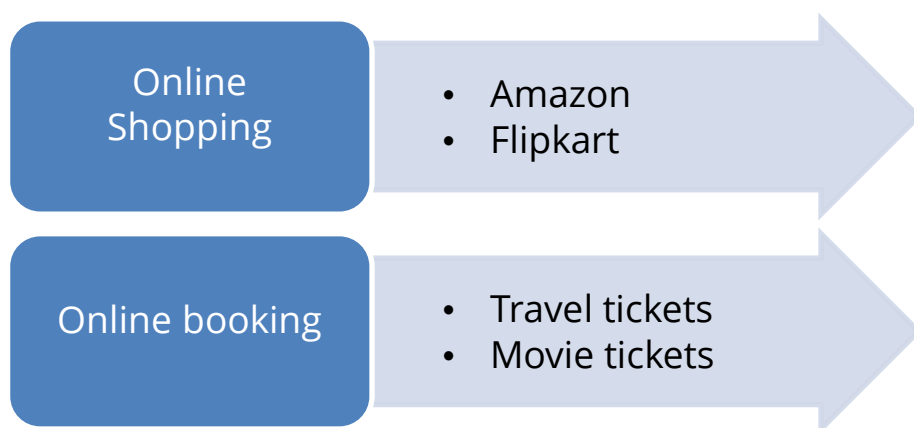 Online
Shopping
• Amazon
• Flipkart
Online booking
• Travel tickets
• Movie tickets